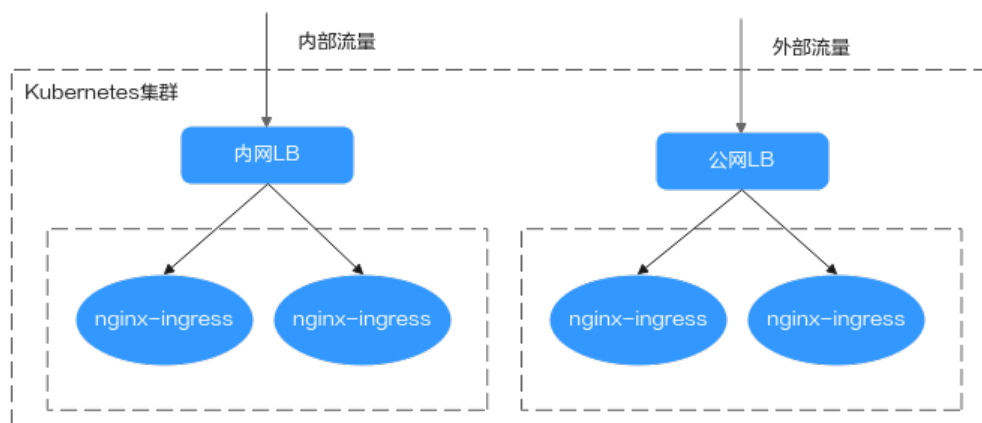 内部流量
外部流量
Kubernetes集群
内网LB
公网LB
nginx-ingress
nginx-ingress
nginx-ingress
nginx-ingress